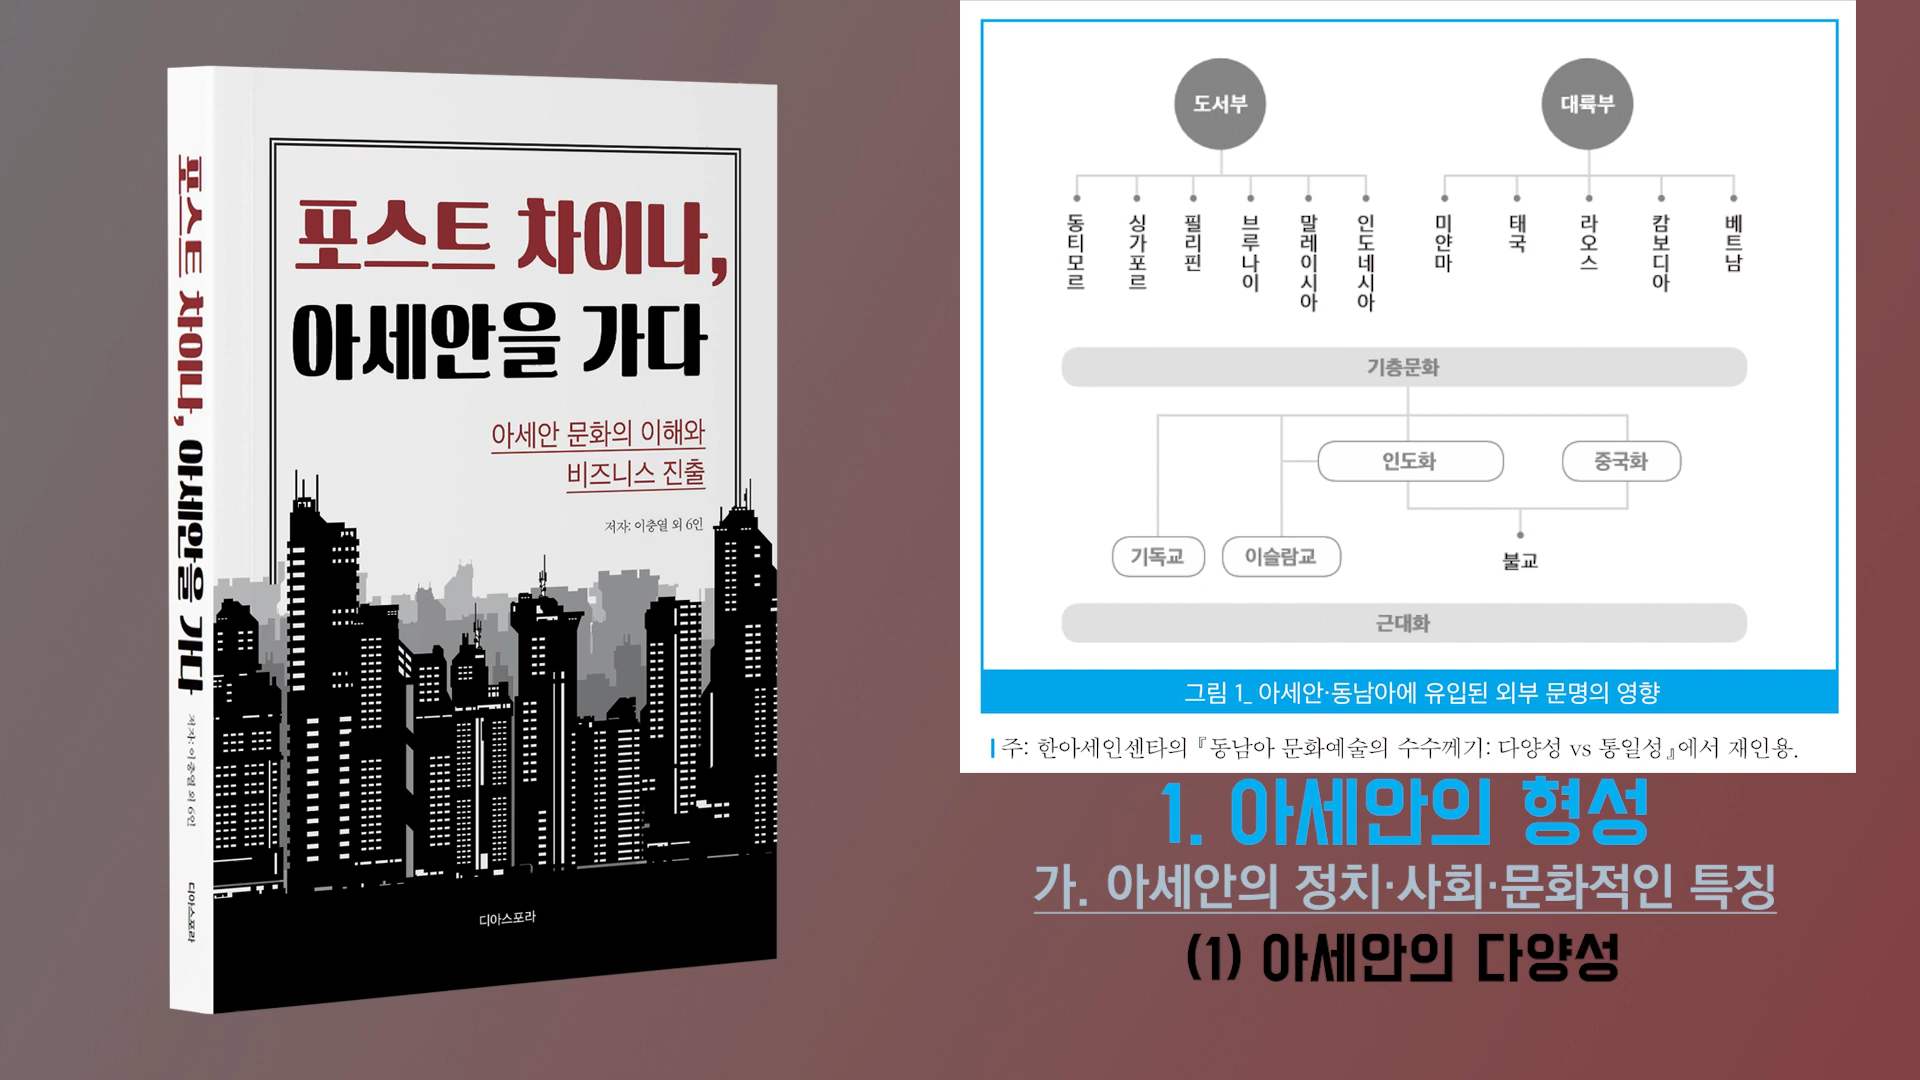 포스트 차이나, 아세안을 가다
저자: 이충열 외 6인
디아스포라
포스트 차이나,
아세안을 가다
아세안 문화의 이해와
비즈니스 진출
저자: 이충열 외 6인
디아스포라
도서부
대륙부
동티모르
싱가포르
필리핀
브루나이
말레이시아
인도네시아
미얀마
태국
라오스
캄보디아
베트남
기층문화
인도화
중국화
기독교
이슬람교
불교
근대화
그림 1_ 아세안·동남아에 유입된 외부 문명의 영향
주: 한아세인센타의 『동남아 문화예술의 수수께기: 다양성 vs 통일성』에서 재인용.
1. 아세안의 형성
가. 아세안의 정치·사회·문화적인 특징
(1) 아세안의 다양성